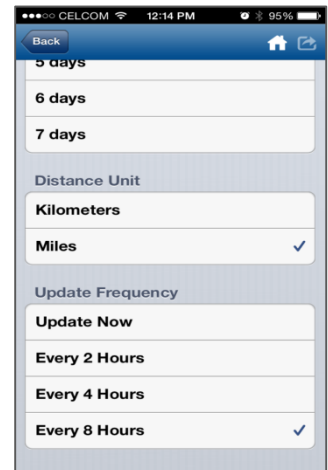 CELCOM 12:14 PM 95%
Back
5 days
6 days
7 days
Distance Unit
Kilometers
Miles
Update Frequency
Update Now
Every 2 Hours
Every 4 Hours
Every 8 Hours